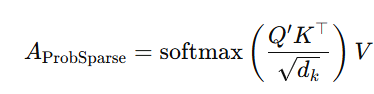 A_ProbSparse = softmax ( Q′K^⊤ / √d_k ) V